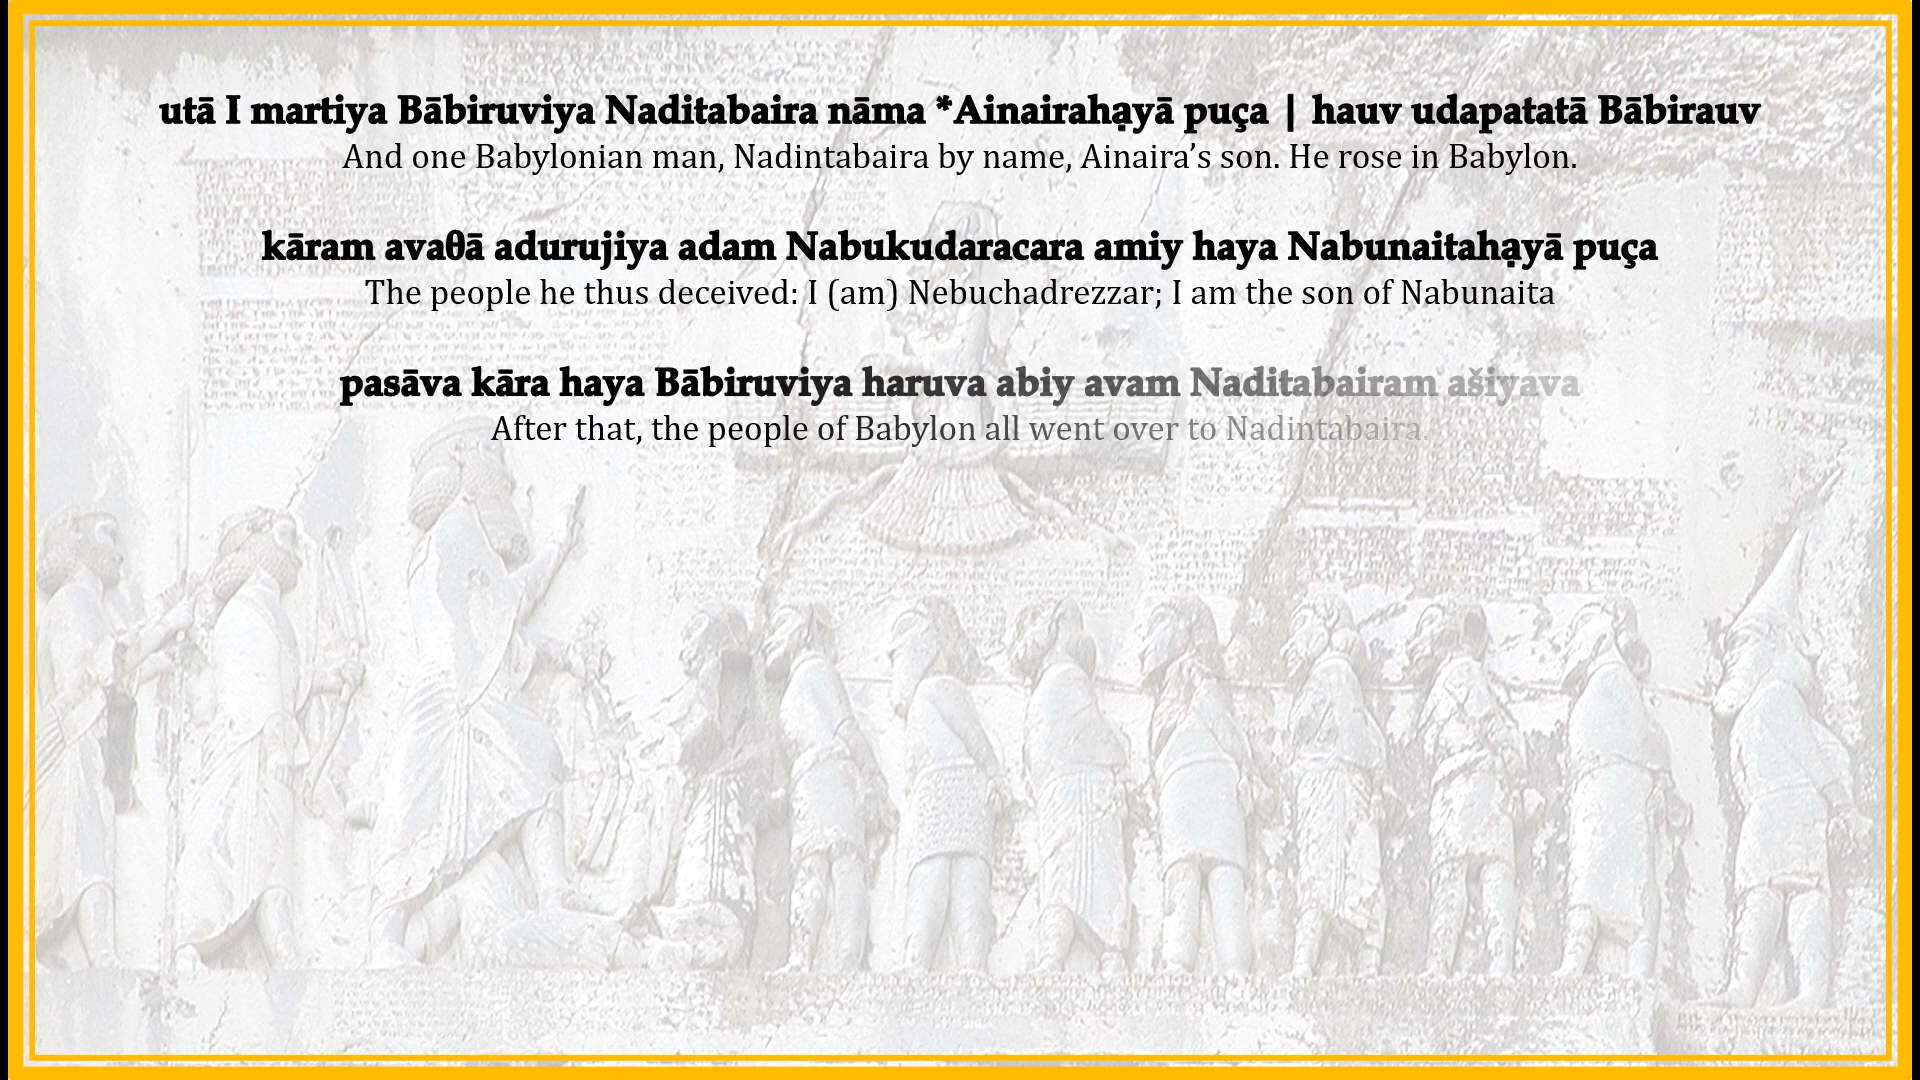 utā I martiya Bābiruviya Naditabaira nāma *Ainairahạyā puça | hauv udapatatā Bābirauv
And one Babylonian man, Nadintabaira by name, Ainaira’s son. He rose in Babylon.
kāram avaθā adurujiya adam Nabukudaracara amiy haya Nabunaitahạyā puça
The people he thus deceived: I (am) Nebuchadrezzar; I am the son of Nabunaita
pasāva kāra haya Bābiruviya haruva abiy avam Naditabairam ašiyava
After that, the people of Babylon all went over to Nadintabaira.